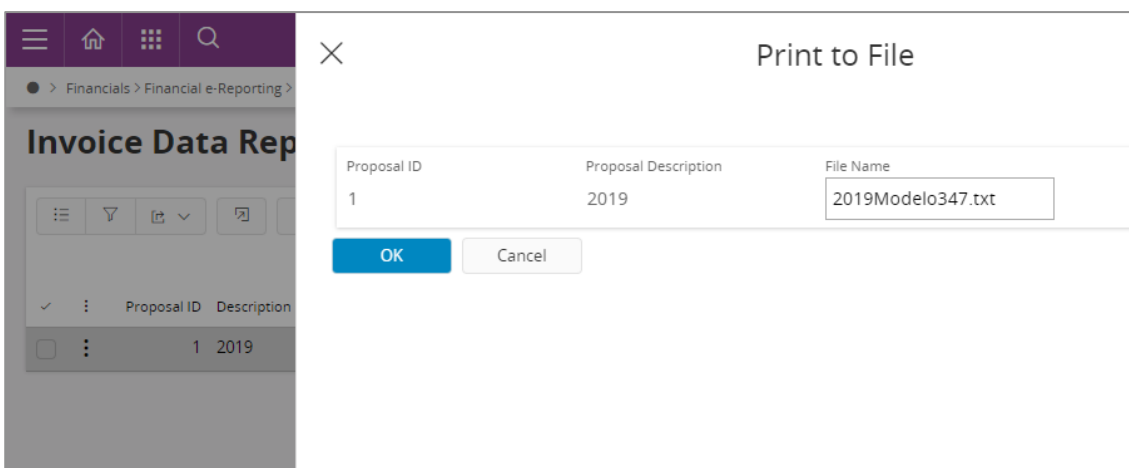 Print to File
Financials > Financial e-Reporting >
Invoice Data Rep
Proposal ID Proposal Description File Name
1 2019 2019Modelo347.txt
OK Cancel
Proposal ID Description
1 2019